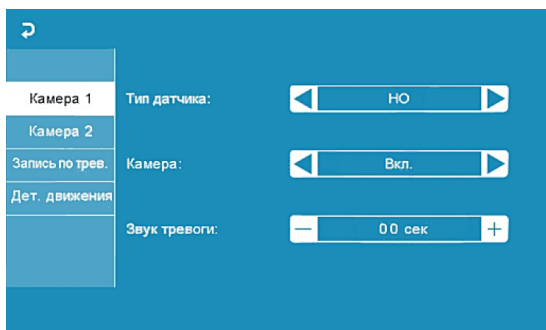 Камера 1
Тип датчика:
НО
Камера 2
Запись по трев.
Камера:
Вкл.
Дет. движения
Звук тревоги:
00 сек